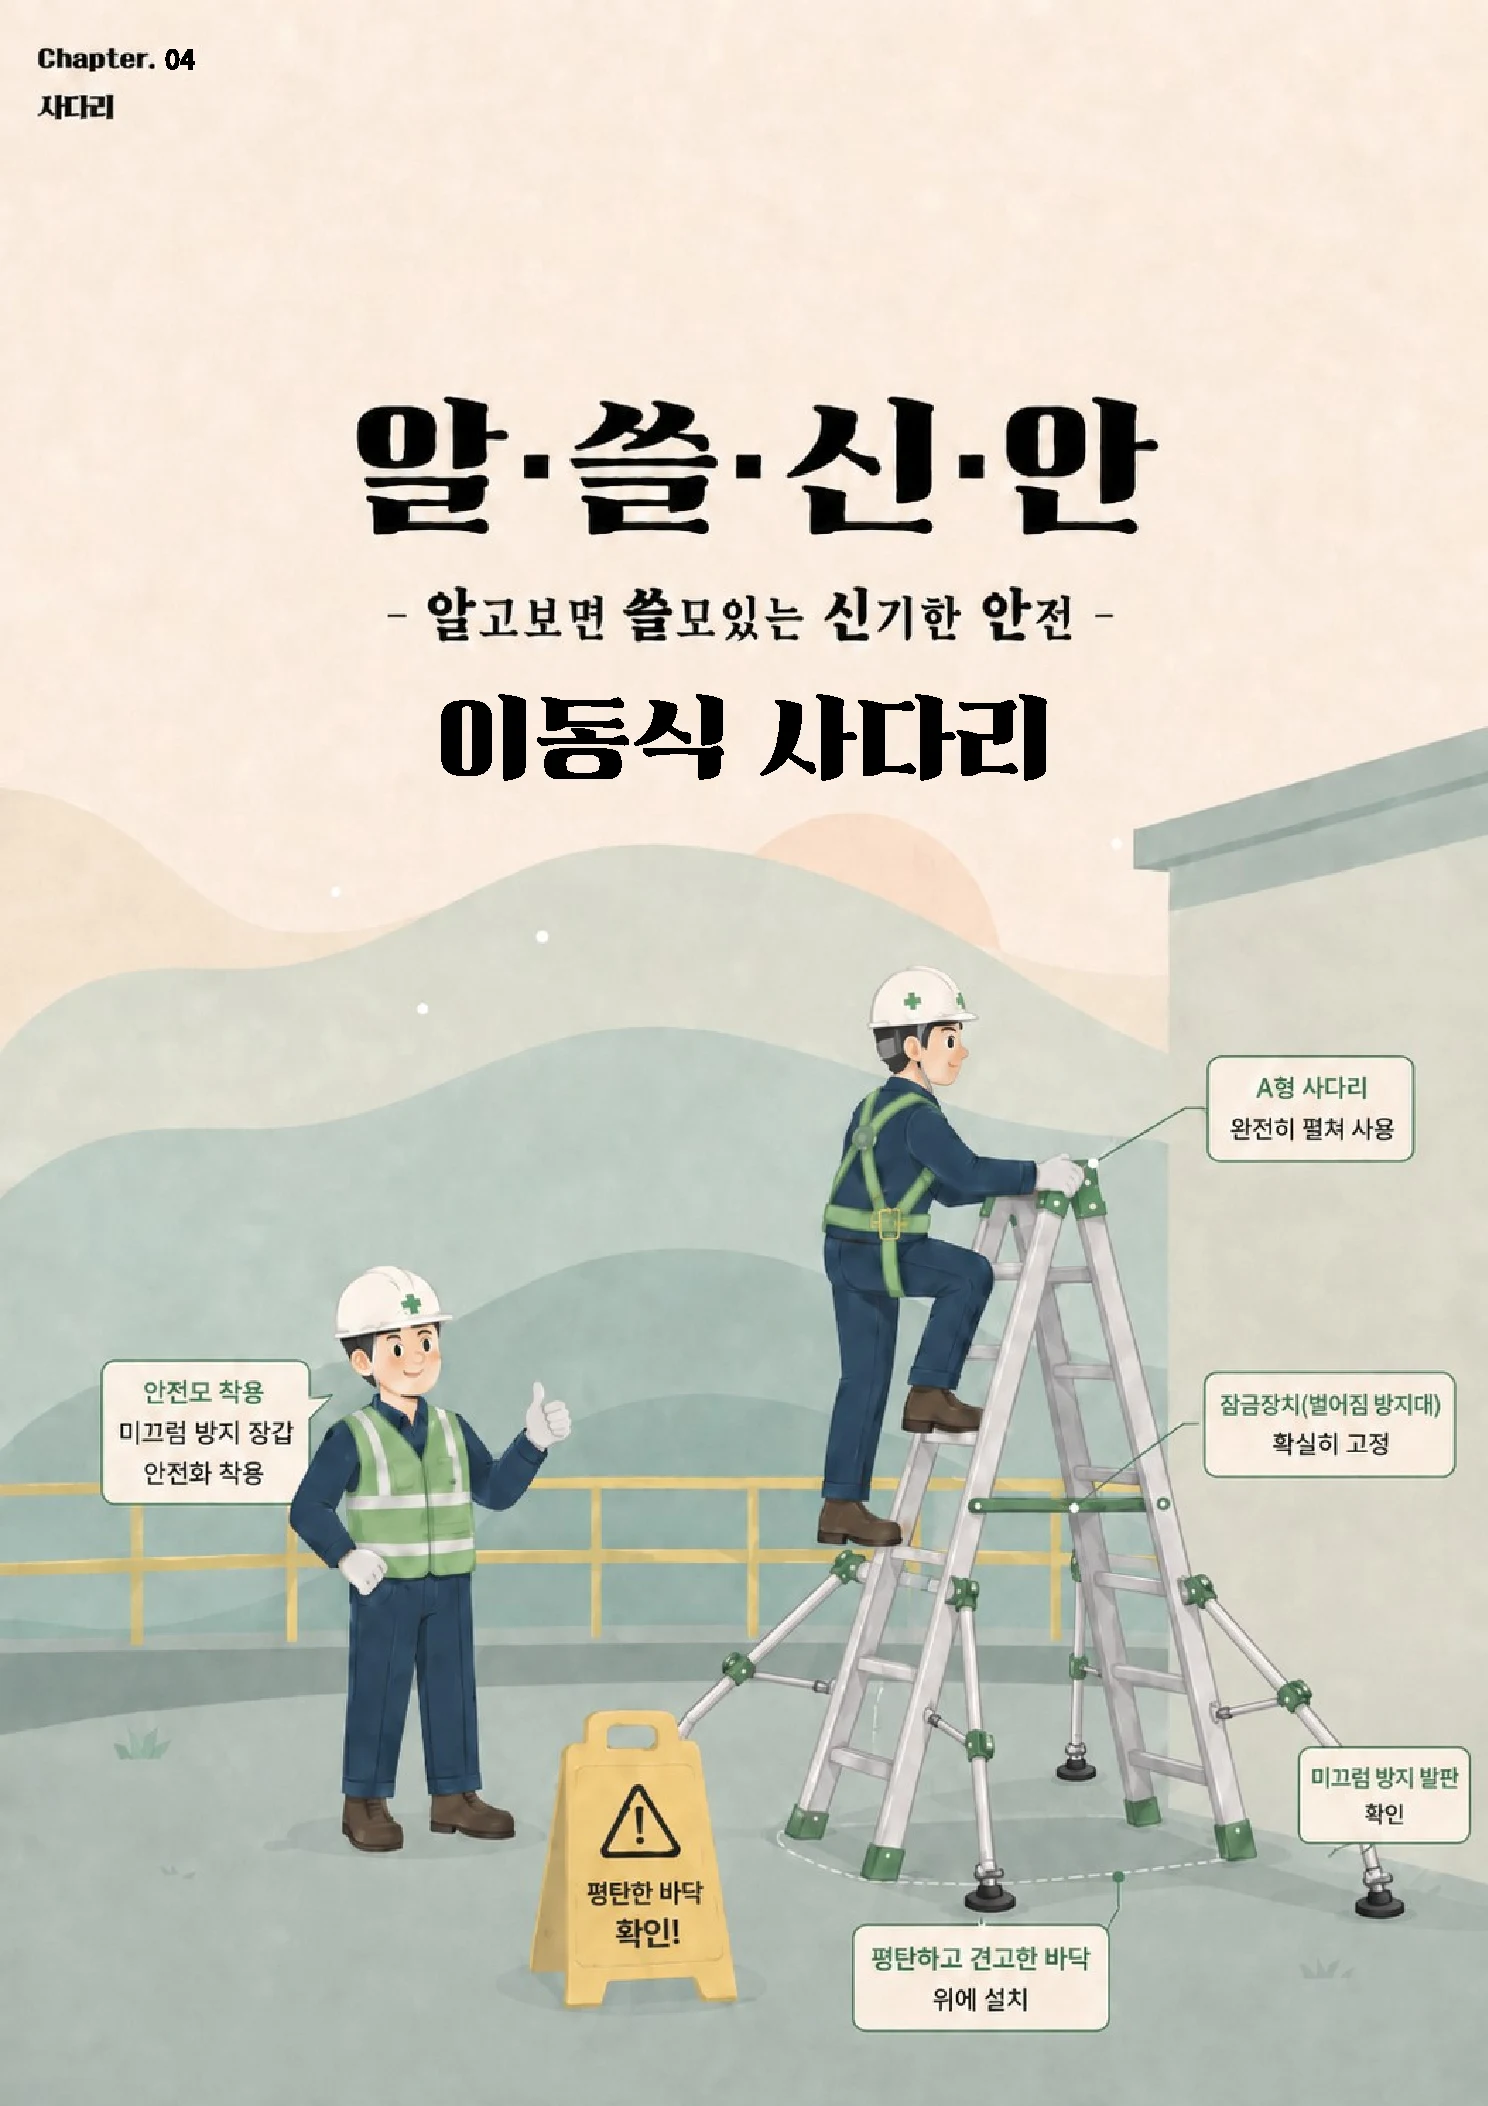 Chapter. 04
사다리
알·쓸·신·안
- 알고보면 쓸모있는 신기한 안전 -
이동식 사다리
A형 사다리
완전히 펼쳐 사용
안전모 착용
미끄럼 방지 장갑
안전화 착용
잠금장치(벌어짐 방지대)
확실히 고정
미끄럼 방지 발판
확인
평탄한 바닥
확인!
평탄하고 견고한 바닥
위에 설치